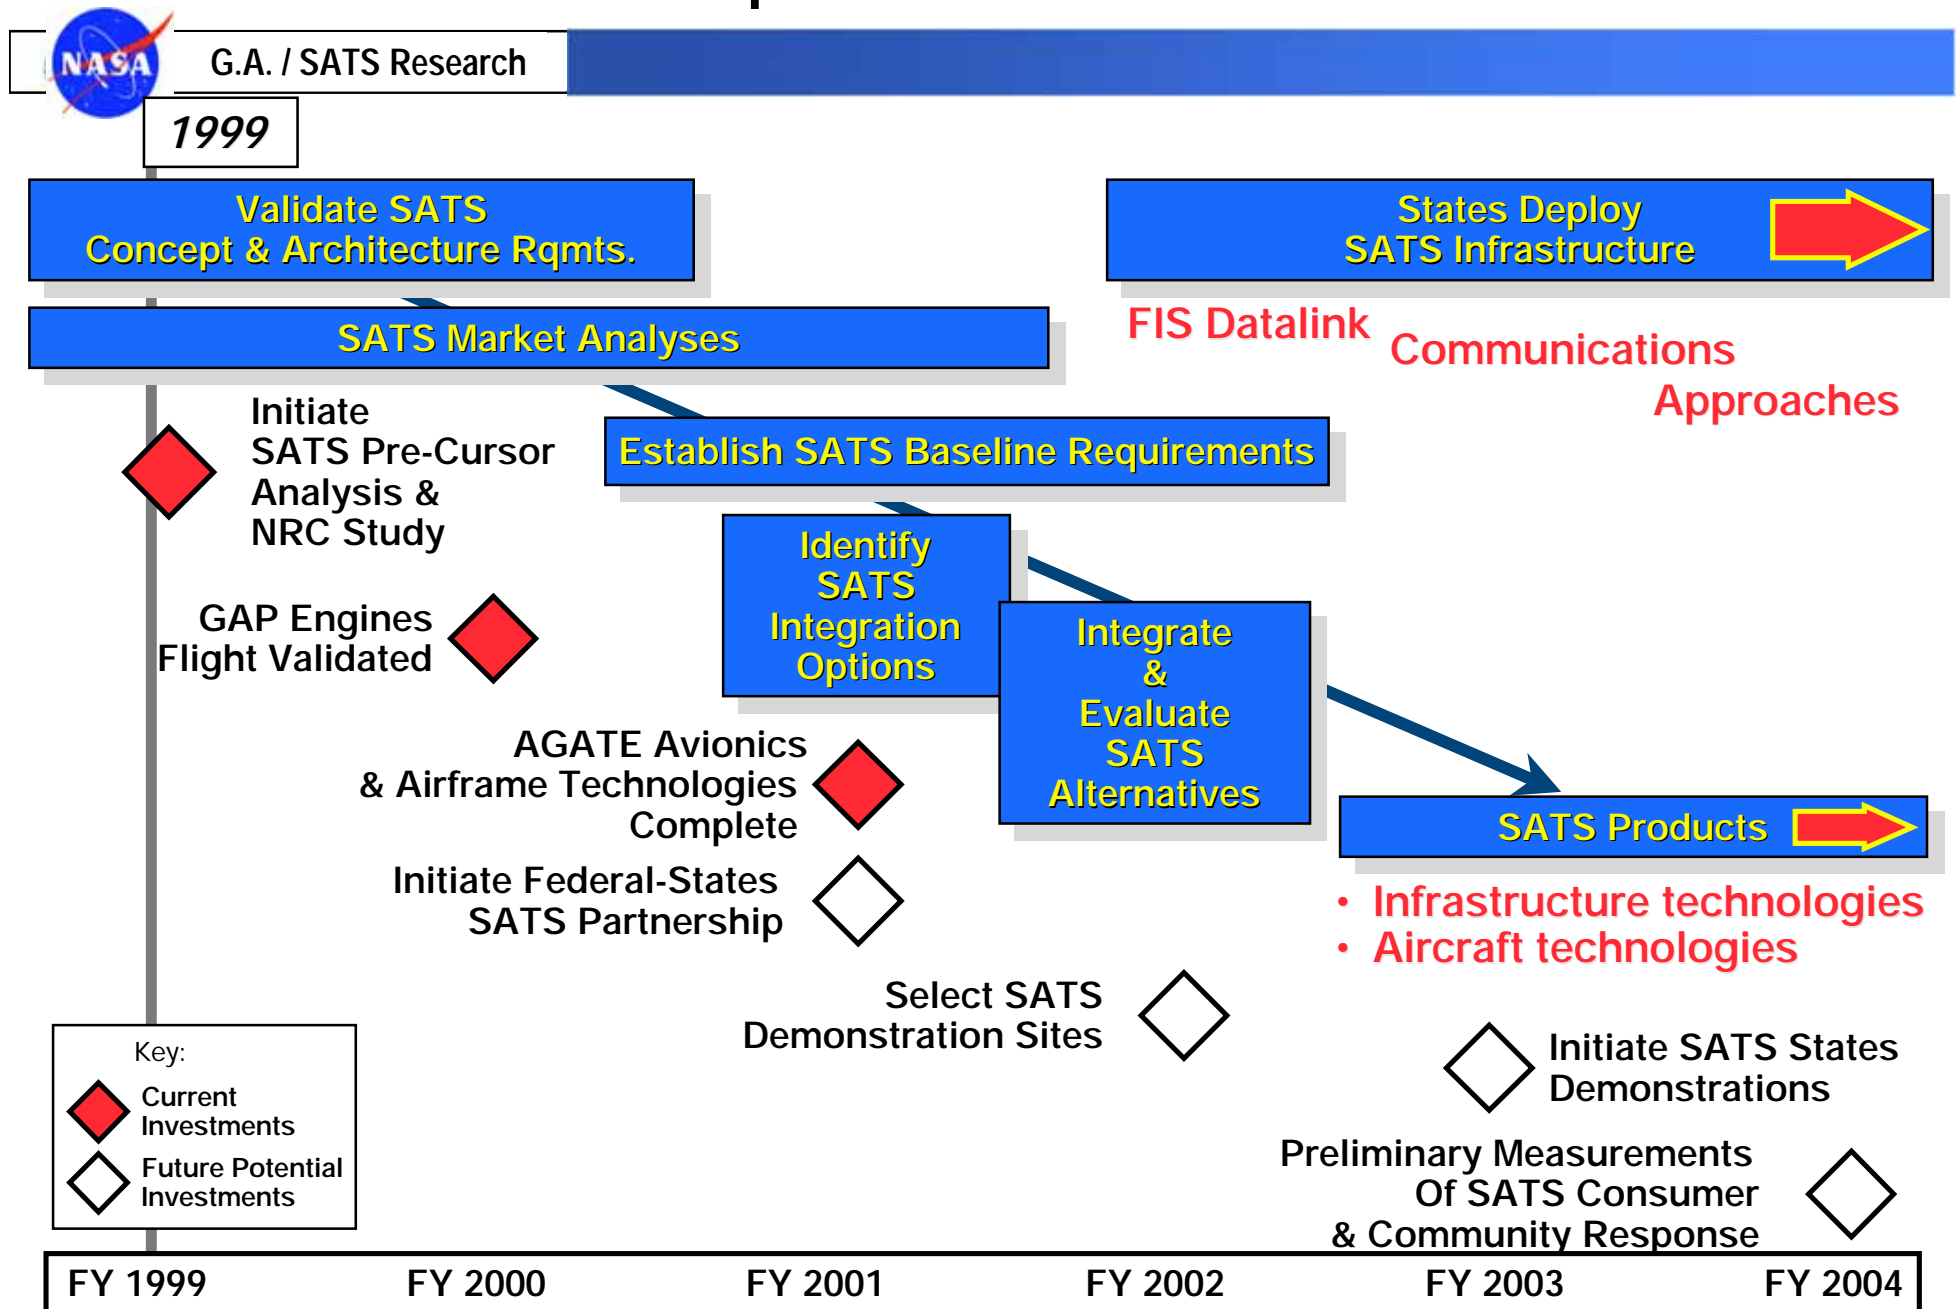 NASA
G.A. / SATS Research
1999
Validate SATS
Concept & Architecture Rqmts.
States Deploy
SATS Infrastructure
SATS Market Analyses
FIS Datalink
Communications
Approaches
Initiate
SATS Pre-Cursor
Analysis &
NRC Study
Establish SATS Baseline Requirements
Identify
SATS
Integration
Options
GAP Engines
Flight Validated
Integrate
&
Evaluate
SATS
Alternatives
AGATE Avionics
& Airframe Technologies
Complete
SATS Products
Initiate Federal-States
SATS Partnership
• Infrastructure technologies
• Aircraft technologies
Select SATS
Demonstration Sites
Initiate SATS States
Demonstrations
Key:
Current
Investments
Future Potential
Investments
Preliminary Measurements
Of SATS Consumer
& Community Response
FY 1999 FY 2000 FY 2001 FY 2002 FY 2003 FY 2004